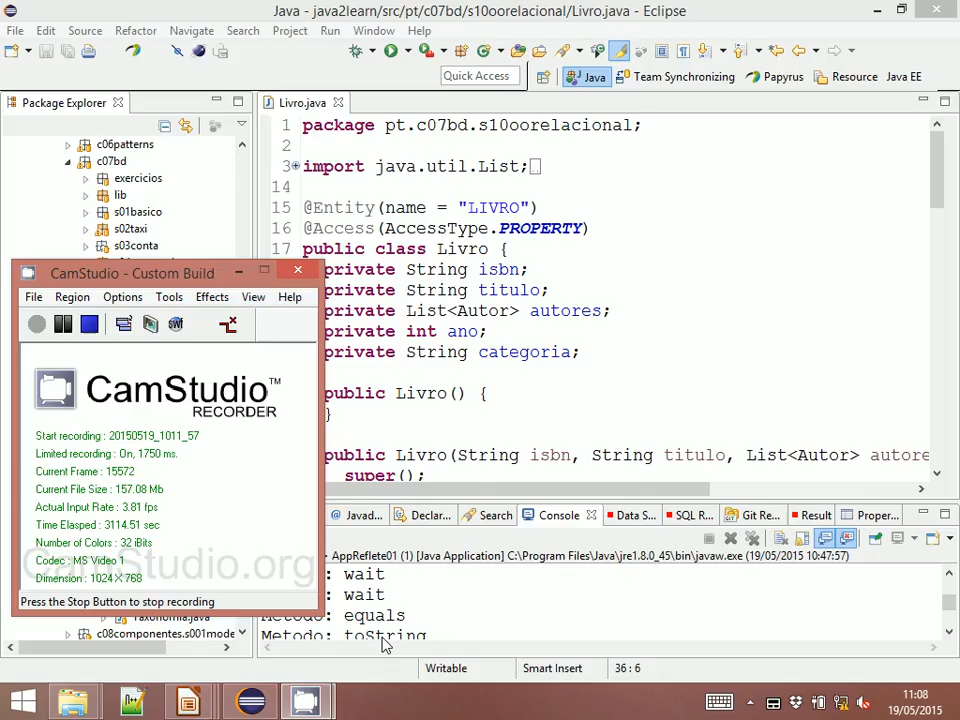 Java - java2learn/src/pt/c07bd/s10oorelacional/Livro.java - Eclipse
File Edit Source Refactor Navigate Search Project Run Window Help
Quick Access
Java
Team Synchronizing
Papyrus
Resource
Java EE
Package Explorer
c06patterns
c07bd
exercicios
lib
s01basico
s02taxi
s03conta
Livro.java
1 package pt.c07bd.s10oorelacional;
2
3 import java.util.List;
14
15 @Entity(name = "LIVRO")
16 @Access(AccessType.PROPERTY)
17 public class Livro {
private String isbn;
private String titulo;
private List<Autor> autores;
private int ano;
private String categoria;
public Livro() {
}
public Livro(String isbn, String titulo, List<Autor> autore
super();
CamStudio - Custom Build
File Region Options Tools Effects View Help
SWF
CamStudio™
RECORDER
Start recording : 20150519_1011_57
Limited recording : On, 1750 ms.
Current Frame : 15572
Current File Size : 157.08 Mb
Actual Input Rate : 3.81 fps
Time Elasped : 3114.51 sec
Number of Colors : 32 iBits
Codec : MS Video 1
Dimension : 1024 X 768
CamStudio.org
Press the Stop Button to stop recording
Taxonomia.java
c08componentes.s001mode
@ Javad... Declar... Search Console Data S... SQL R... Git Re... Result Proper...
AppReflete01 (1) [Java Application] C:\Program Files\Java\jre1.8.0_45\bin\javaw.exe (19/05/2015 10:47:57)
: wait
: wait
: equals
Metodo: toString
Writable
Smart Insert
36 : 6
11:08
19/05/2015